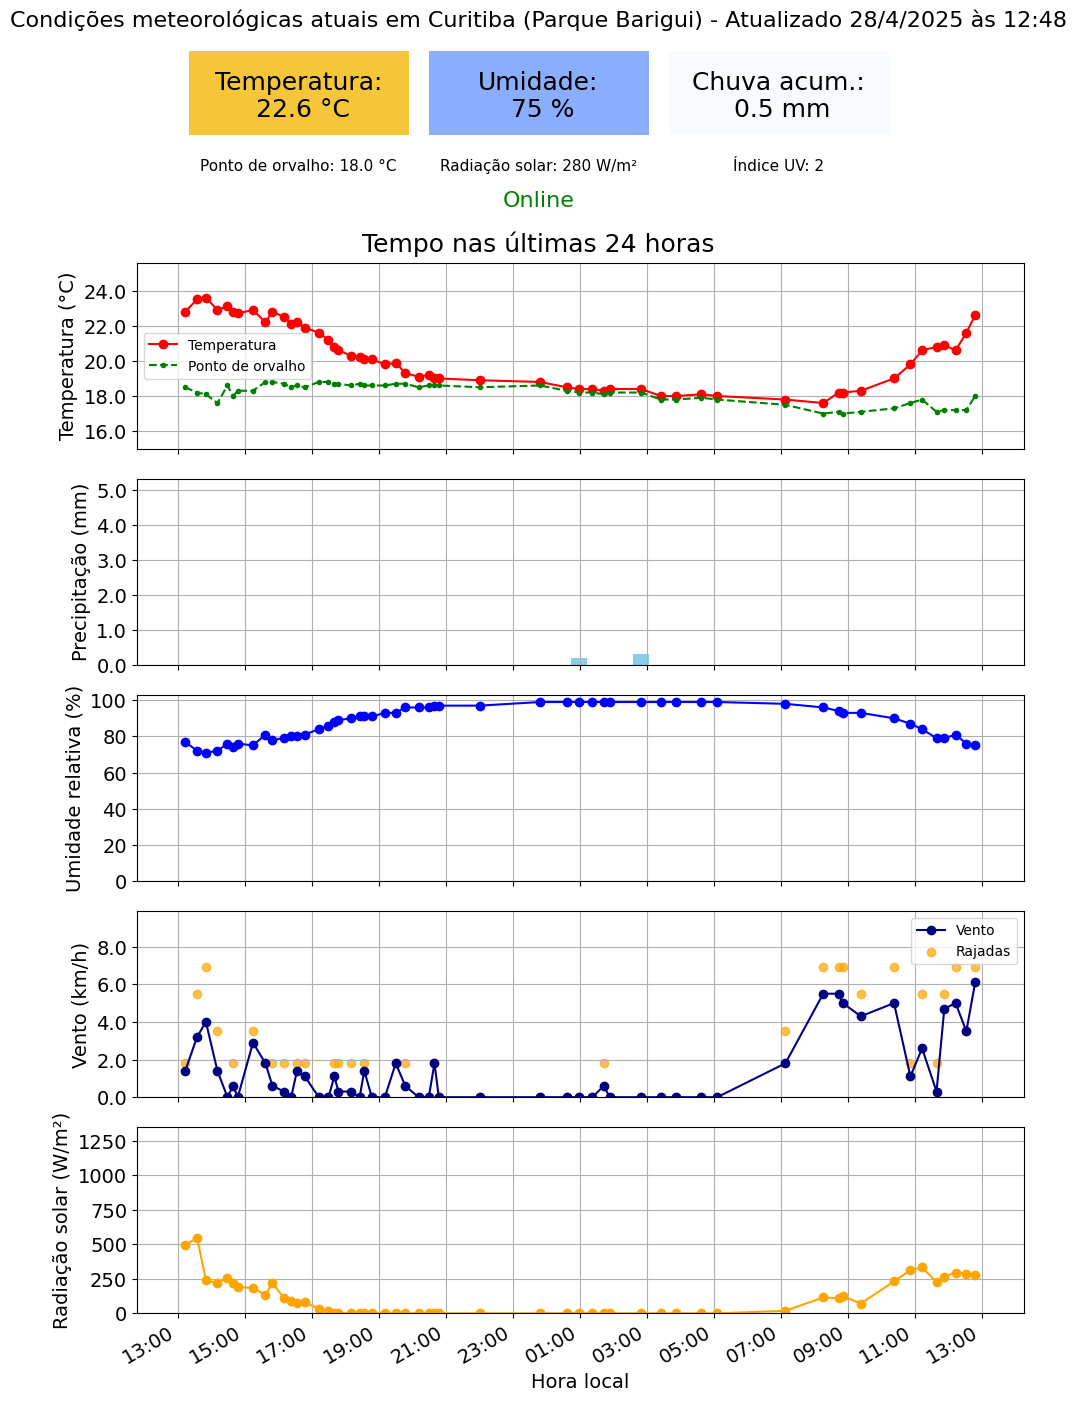 Condições meteorológicas atuais em Curitiba (Parque Barigui) - Atualizado 28/4/2025 às 12:48
Temperatura:
22.6 °C
Umidade:
75 %
Chuva acum.:
0.5 mm
Ponto de orvalho: 18.0 °C
Radiação solar: 280 W/m²
Índice UV: 2
Online
Tempo nas últimas 24 horas
Temperatura (°C)
24.0
22.0
20.0
18.0
16.0
Temperatura
Ponto de orvalho
Precipitação (mm)
5.0
4.0
3.0
2.0
1.0
0.0
Umidade relativa (%)
100
80
60
40
20
0
Vento (km/h)
8.0
6.0
4.0
2.0
0.0
Vento
Rajadas
Radiação solar (W/m²)
1250
1000
750
500
250
0
13:00
15:00
17:00
19:00
21:00
23:00
01:00
03:00
05:00
07:00
09:00
11:00
13:00
Hora local